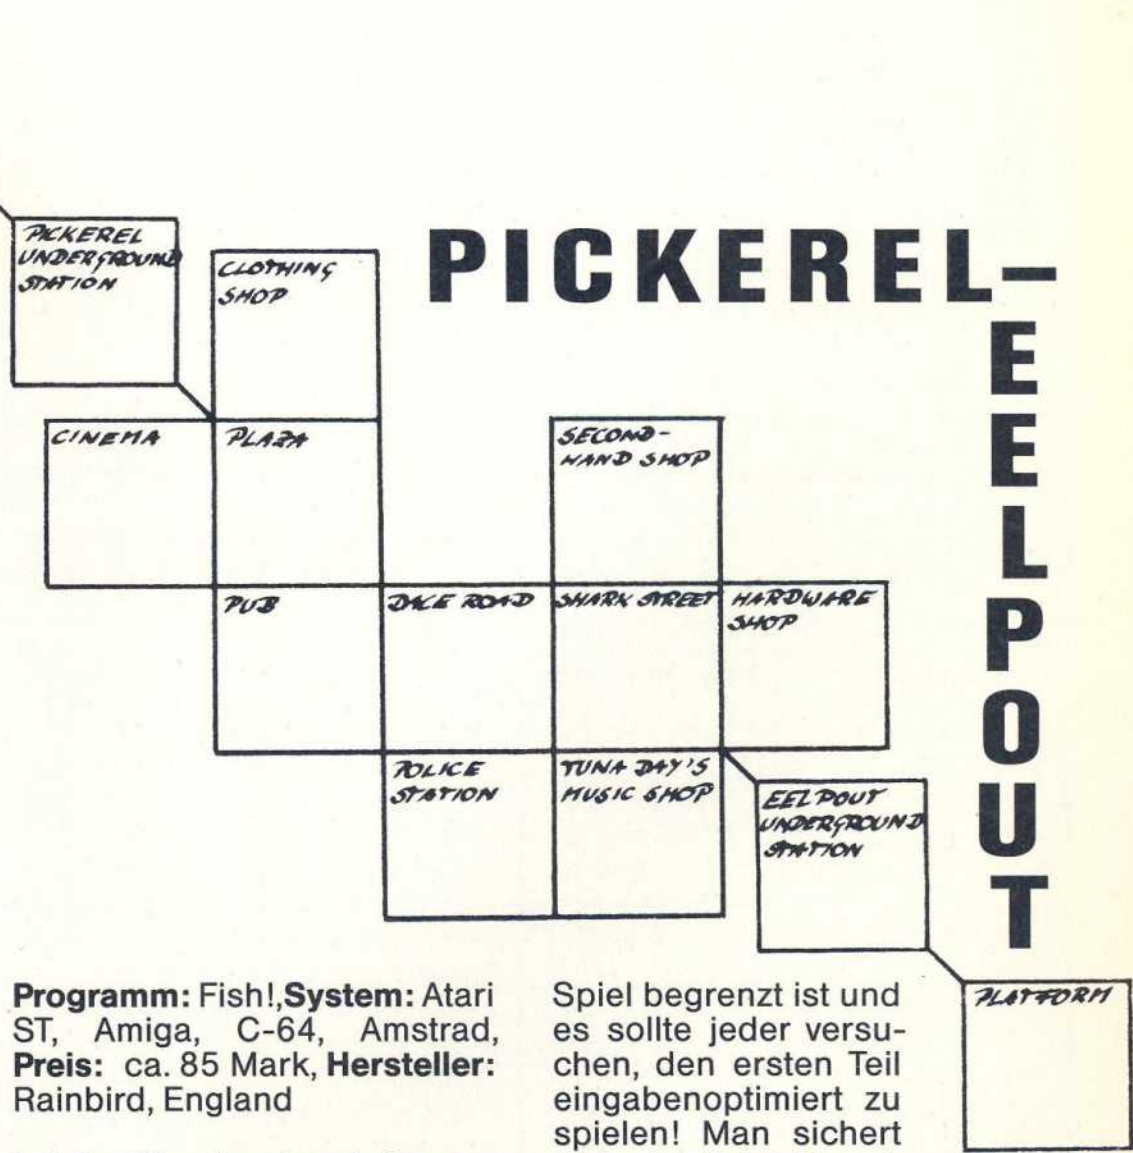 PICKEREL
UNDERGROUND
STATION
CLOTHING
SHOP
PICKEREL-
EELPOUT
CINEMA
PLAZA
SECOND-
HAND SHOP
PUB
DALE ROAD
SHARK STREET
HARDWARE
SHOP
POLICE
STATION
TUNA DAY'S
MUSIC SHOP
EELPOUT
UNDERGROUND
STATION
PLATFORM
Programm: Fish!,System: Atari
ST, Amiga, C-64, Amstrad,
Preis: ca. 85 Mark, Hersteller:
Rainbird, England
Spiel begrenzt ist und
es sollte jeder versu-
chen, den ersten Teil
eingabenoptimiert zu
spielen! Man sichert